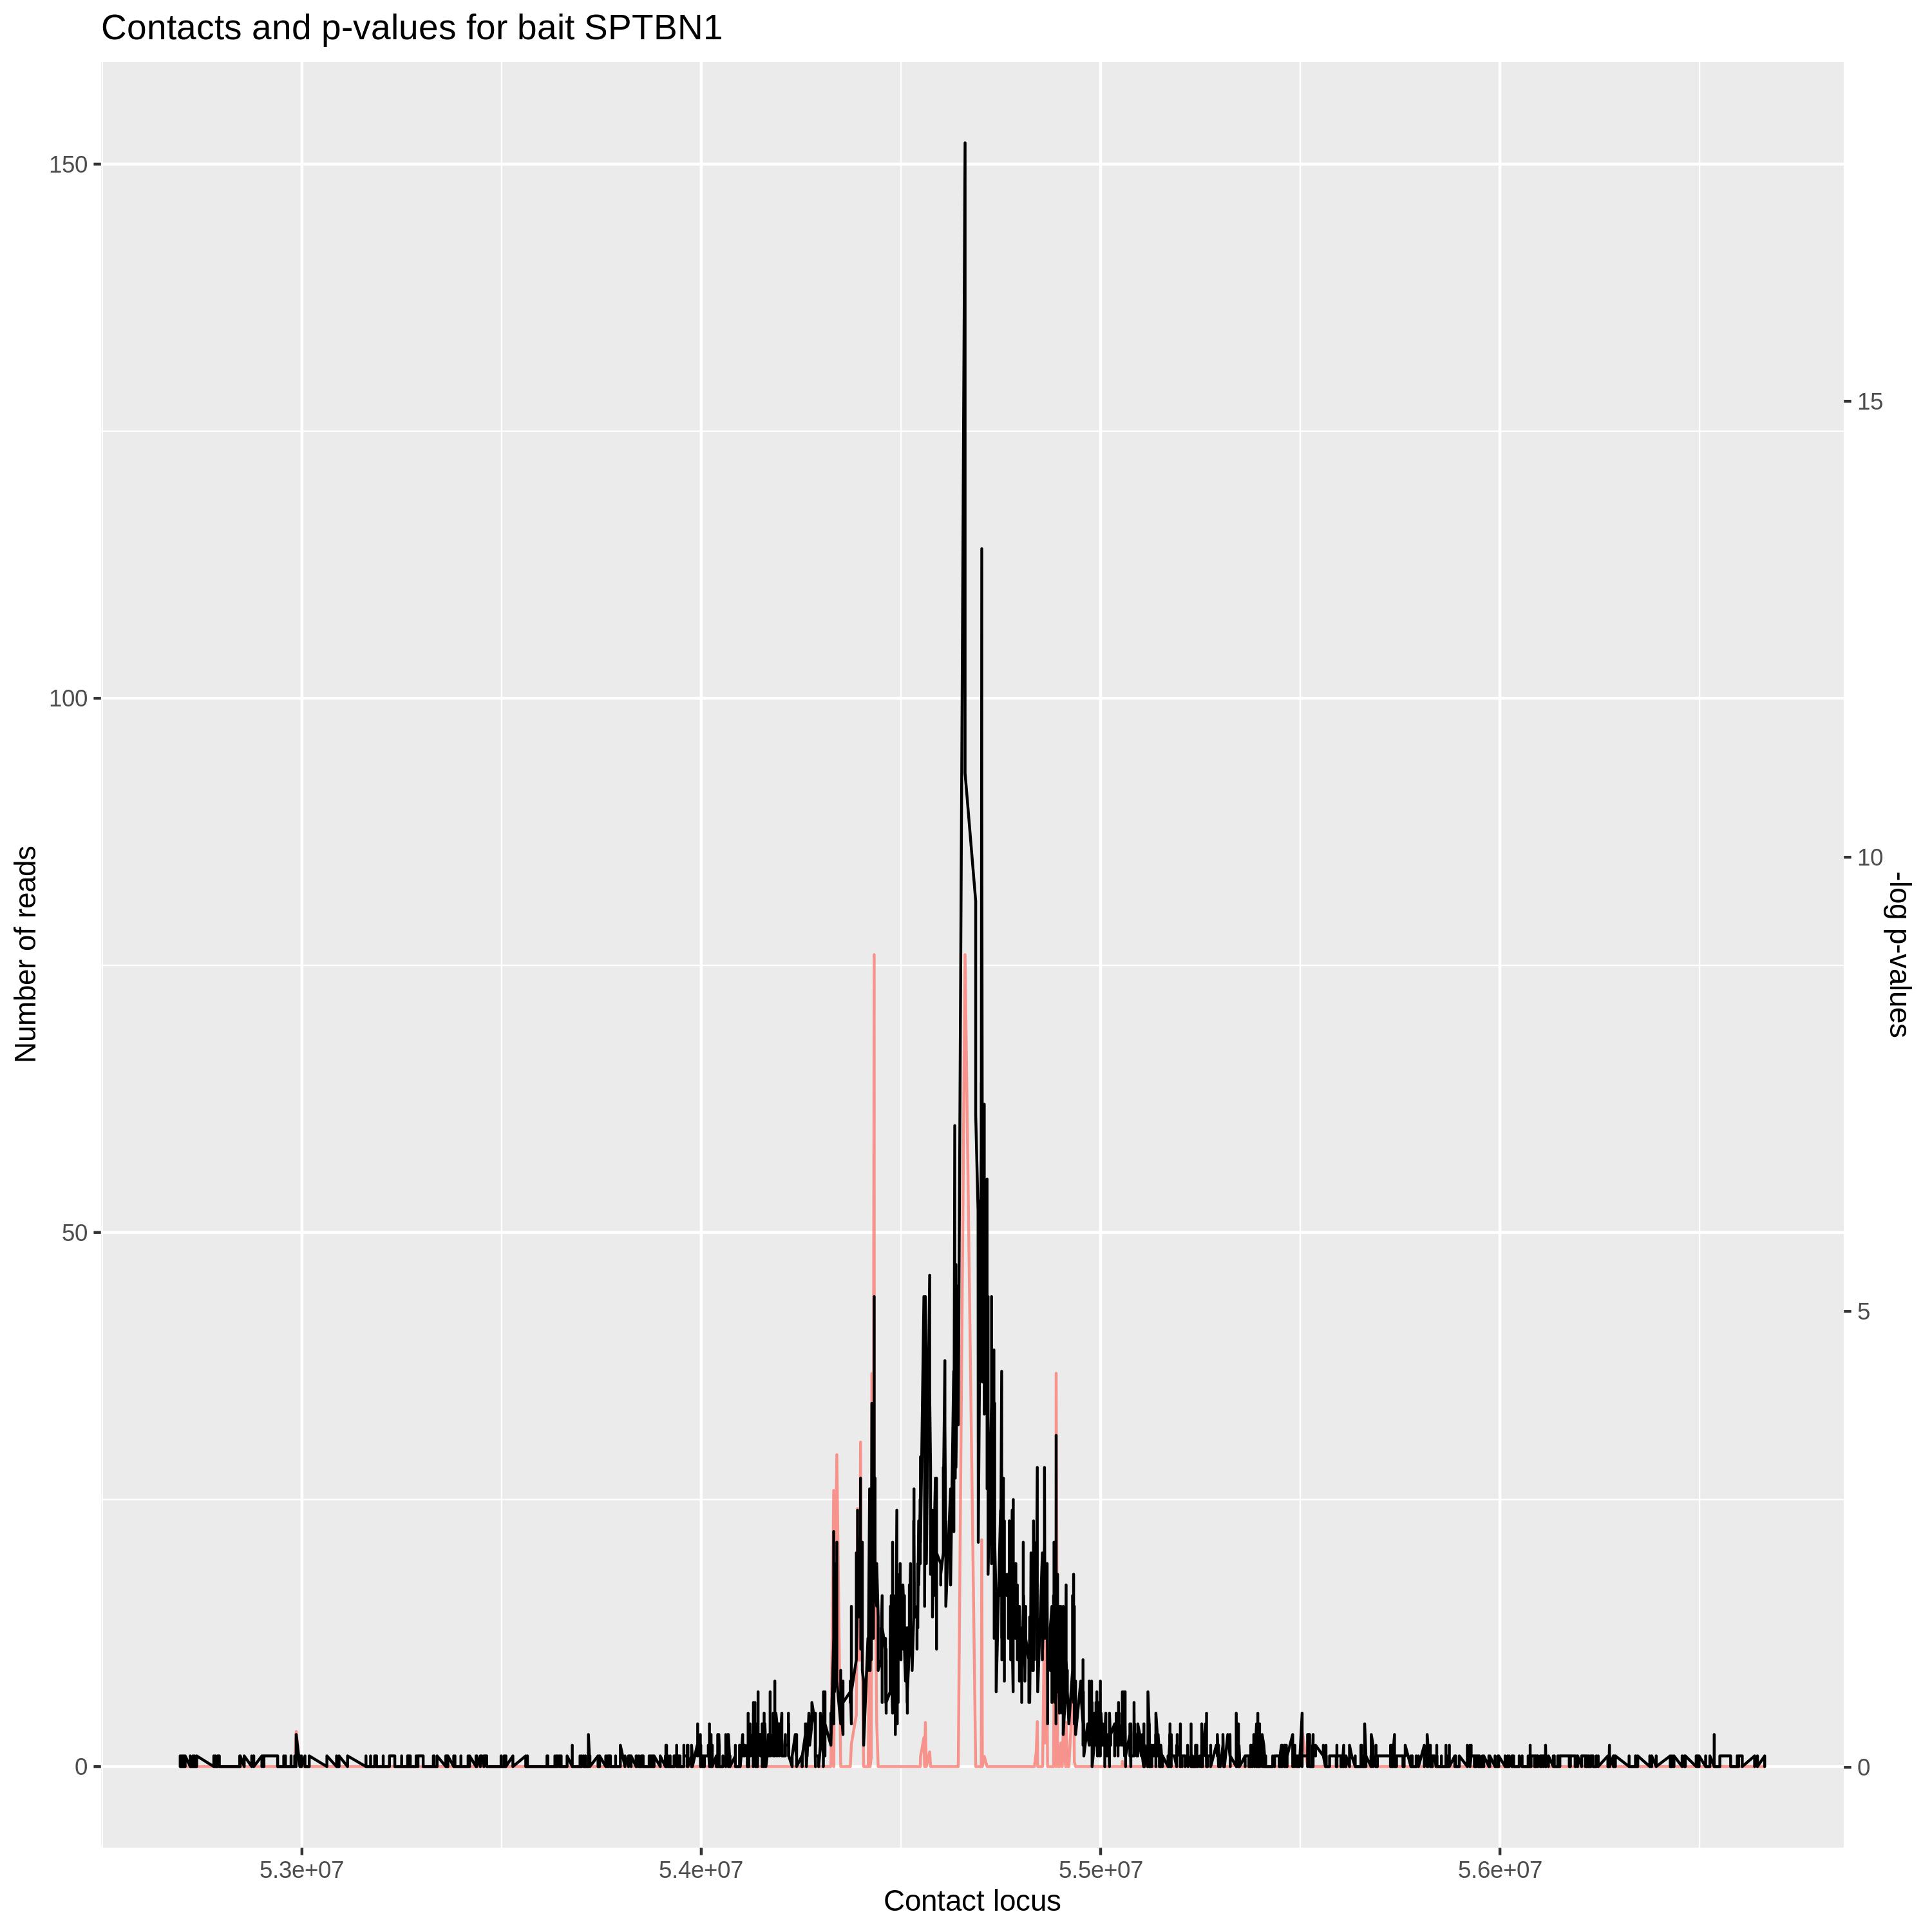 Contacts and p-values for bait SPTBN1
150
100
50
0
Number of reads
15
10
5
0
-log p-values
5.3e+07
5.4e+07
5.5e+07
5.6e+07
Contact locus